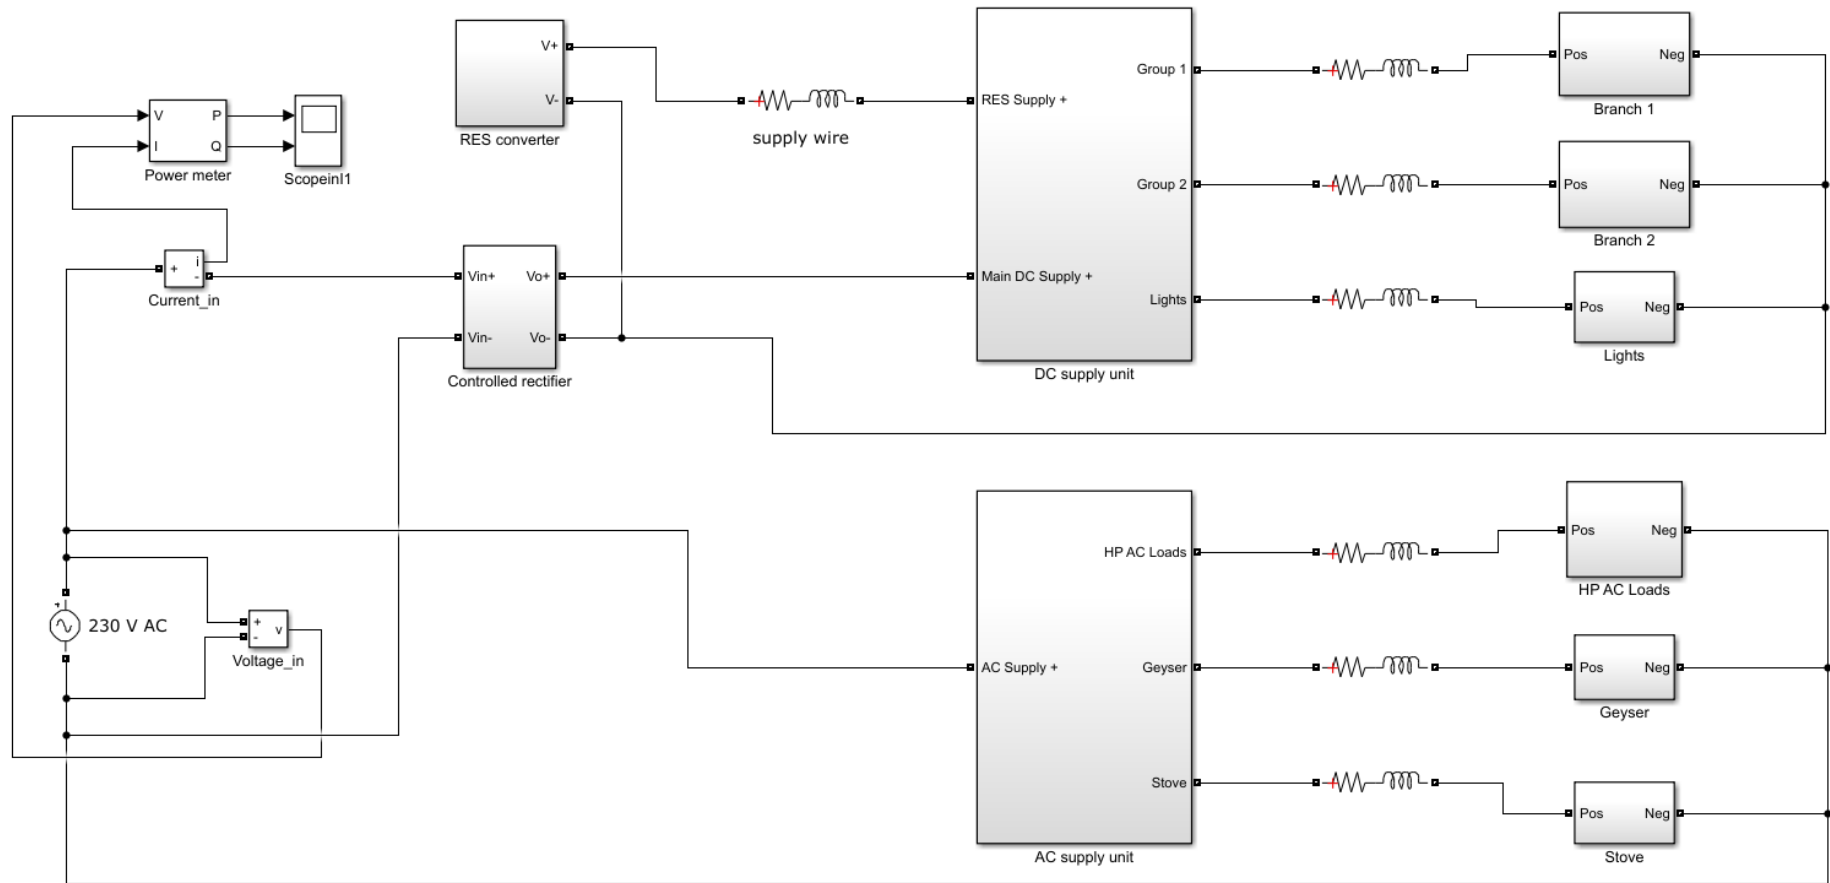 V+
V-
RES converter
supply wire
V
I
P
Q
Power meter
ScopeinI1
+
i
-
Current_in
Vin+
Vin-
Vo+
Vo-
Controlled rectifier
RES Supply +
Main DC Supply +
Group 1
Group 2
Lights
DC supply unit
Pos
Neg
Branch 1
Pos
Neg
Branch 2
Pos
Neg
Lights
230 V AC
+
-
v
Voltage_in
AC Supply +
HP AC Loads
Geyser
Stove
AC supply unit
Pos
Neg
HP AC Loads
Pos
Neg
Geyser
Pos
Neg
Stove